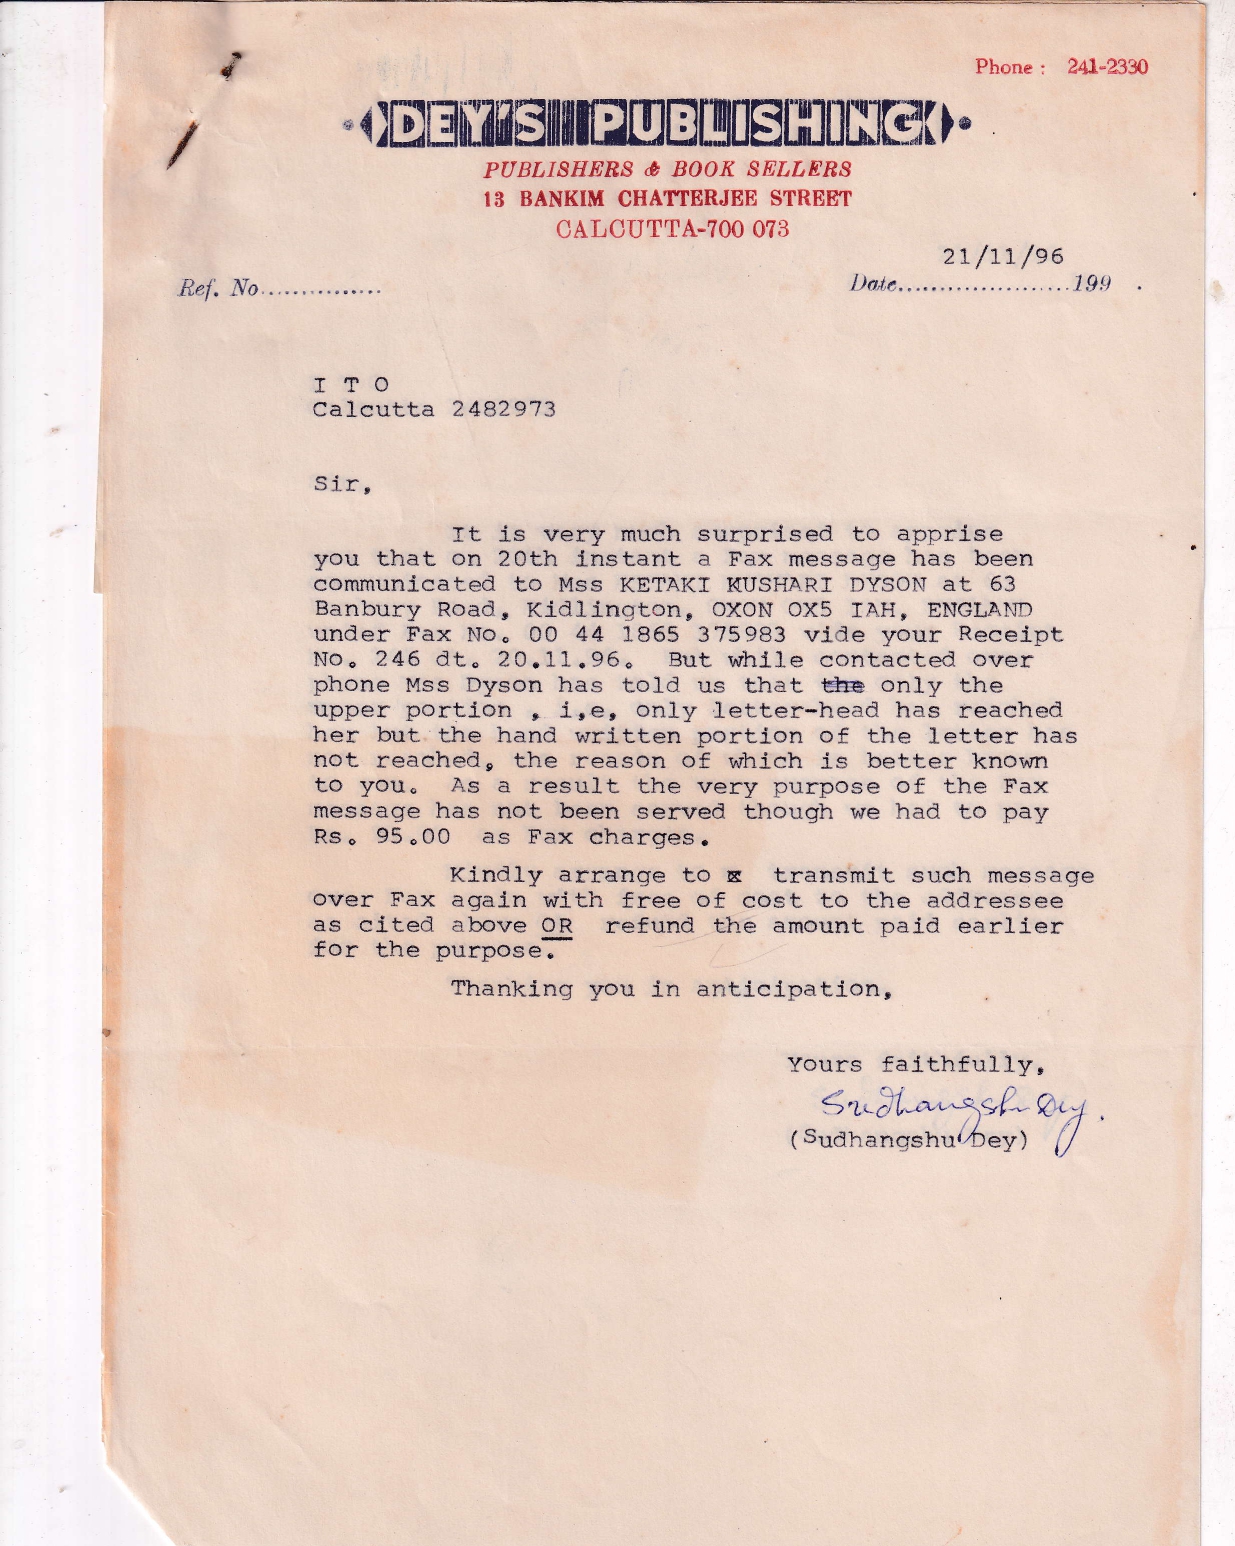 Phone : 241-2330
DEY'S PUBLISHING
PUBLISHERS & BOOK SELLERS
13 BANKIM CHATTERJEE STREET
CALCUTTA-700 073
21/11/96
Ref. No............... Date.....................199 .
I T O
Calcutta 2482973
Sir,
It is very much surprised to apprise
you that on 20th instant a Fax message has been
communicated to Mss KETAKI KUSHARI DYSON at 63
Banbury Road, Kidlington, OXON OX5 IAH, ENGLAND
under Fax No. 00 44 1865 375983 vide your Receipt
No. 246 dt. 20.11.96. But while contacted over
phone Mss Dyson has told us that the only the
upper portion , i,e, only letter-head has reached
her but the hand written portion of the letter has
not reached, the reason of which is better known
to you. As a result the very purpose of the Fax
message has not been served though we had to pay
Rs. 95.00 as Fax charges.
Kindly arrange to x transmit such message
over Fax again with free of cost to the addressee
as cited above OR refund the amount paid earlier
for the purpose.
Thanking you in anticipation,
Yours faithfully,
Sudhangshu Dey.
(Sudhangshu Dey)